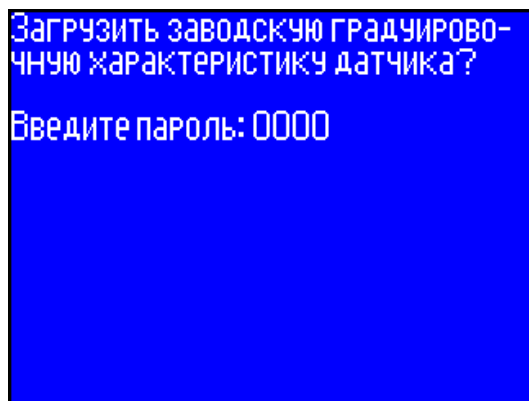 Загрузить заводскую градуирово-
чную характеристику датчика?
Введите пароль: 0000